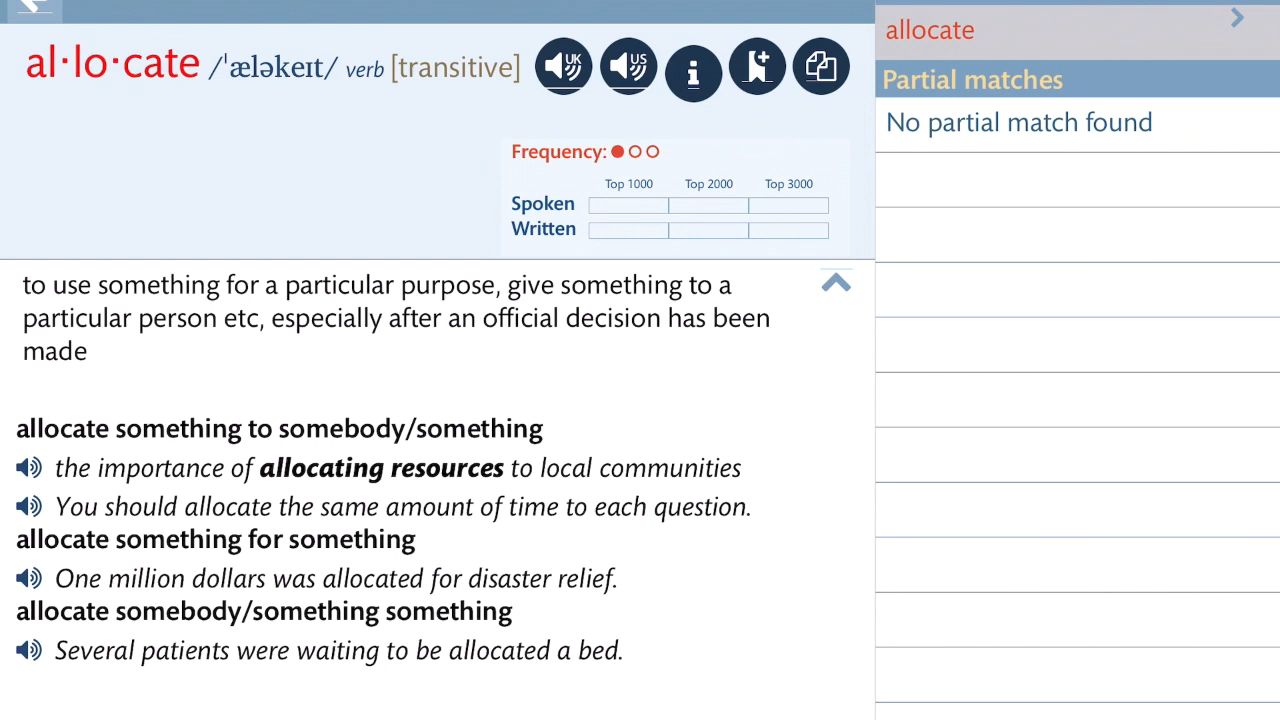 al·lo·cate /ˈæləkeɪt/ verb [transitive]
UK
US
Frequency:
Top 1000 Top 2000 Top 3000
Spoken
Written
to use something for a particular purpose, give something to a
particular person etc, especially after an official decision has been
made
allocate something to somebody/something
the importance of allocating resources to local communities
You should allocate the same amount of time to each question.
allocate something for something
One million dollars was allocated for disaster relief.
allocate somebody/something something
Several patients were waiting to be allocated a bed.
allocate
Partial matches
No partial match found